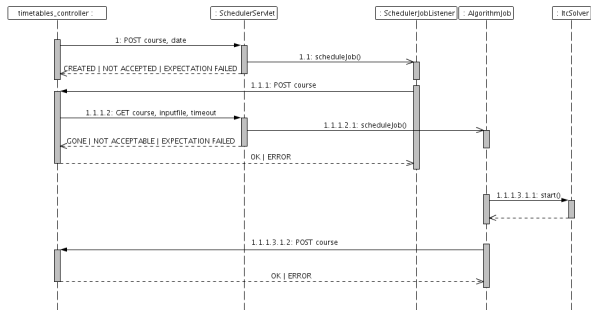 timetables_controller :
: SchedulerServlet
: SchedulerJobListener
: AlgorithmJob
: ItcSolver
1: POST course, date
1.1: scheduleJob()
CREATED | NOT ACCEPTED | EXPECTATION FAILED
1.1.1: POST course
1.1.1.2: GET course, inputfile, timeout
1.1.1.2.1: scheduleJob()
GONE | NOT ACCEPTABLE | EXPECTATION FAILED
OK | ERROR
1.1.1.3.1.1: start()
1.1.1.3.1.2: POST course
OK | ERROR